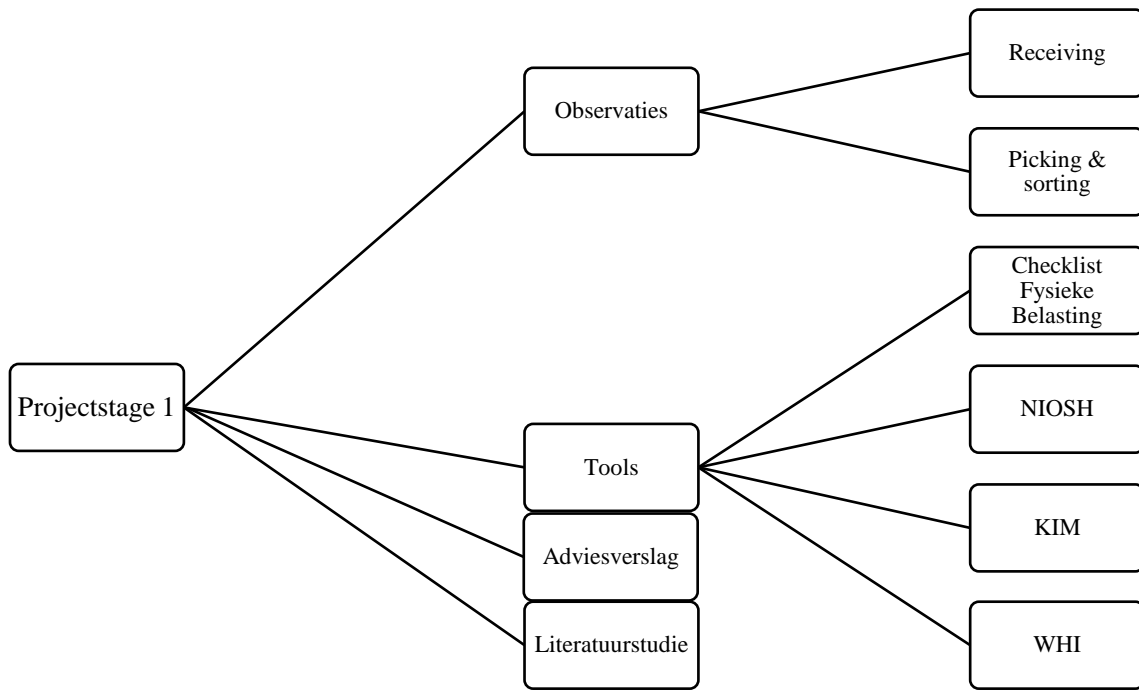 Projectstage 1
Observaties
Receiving
Picking &
sorting
Tools
Checklist
Fysieke
Belasting
NIOSH
KIM
WHI
Adviesverslag
Literatuurstudie